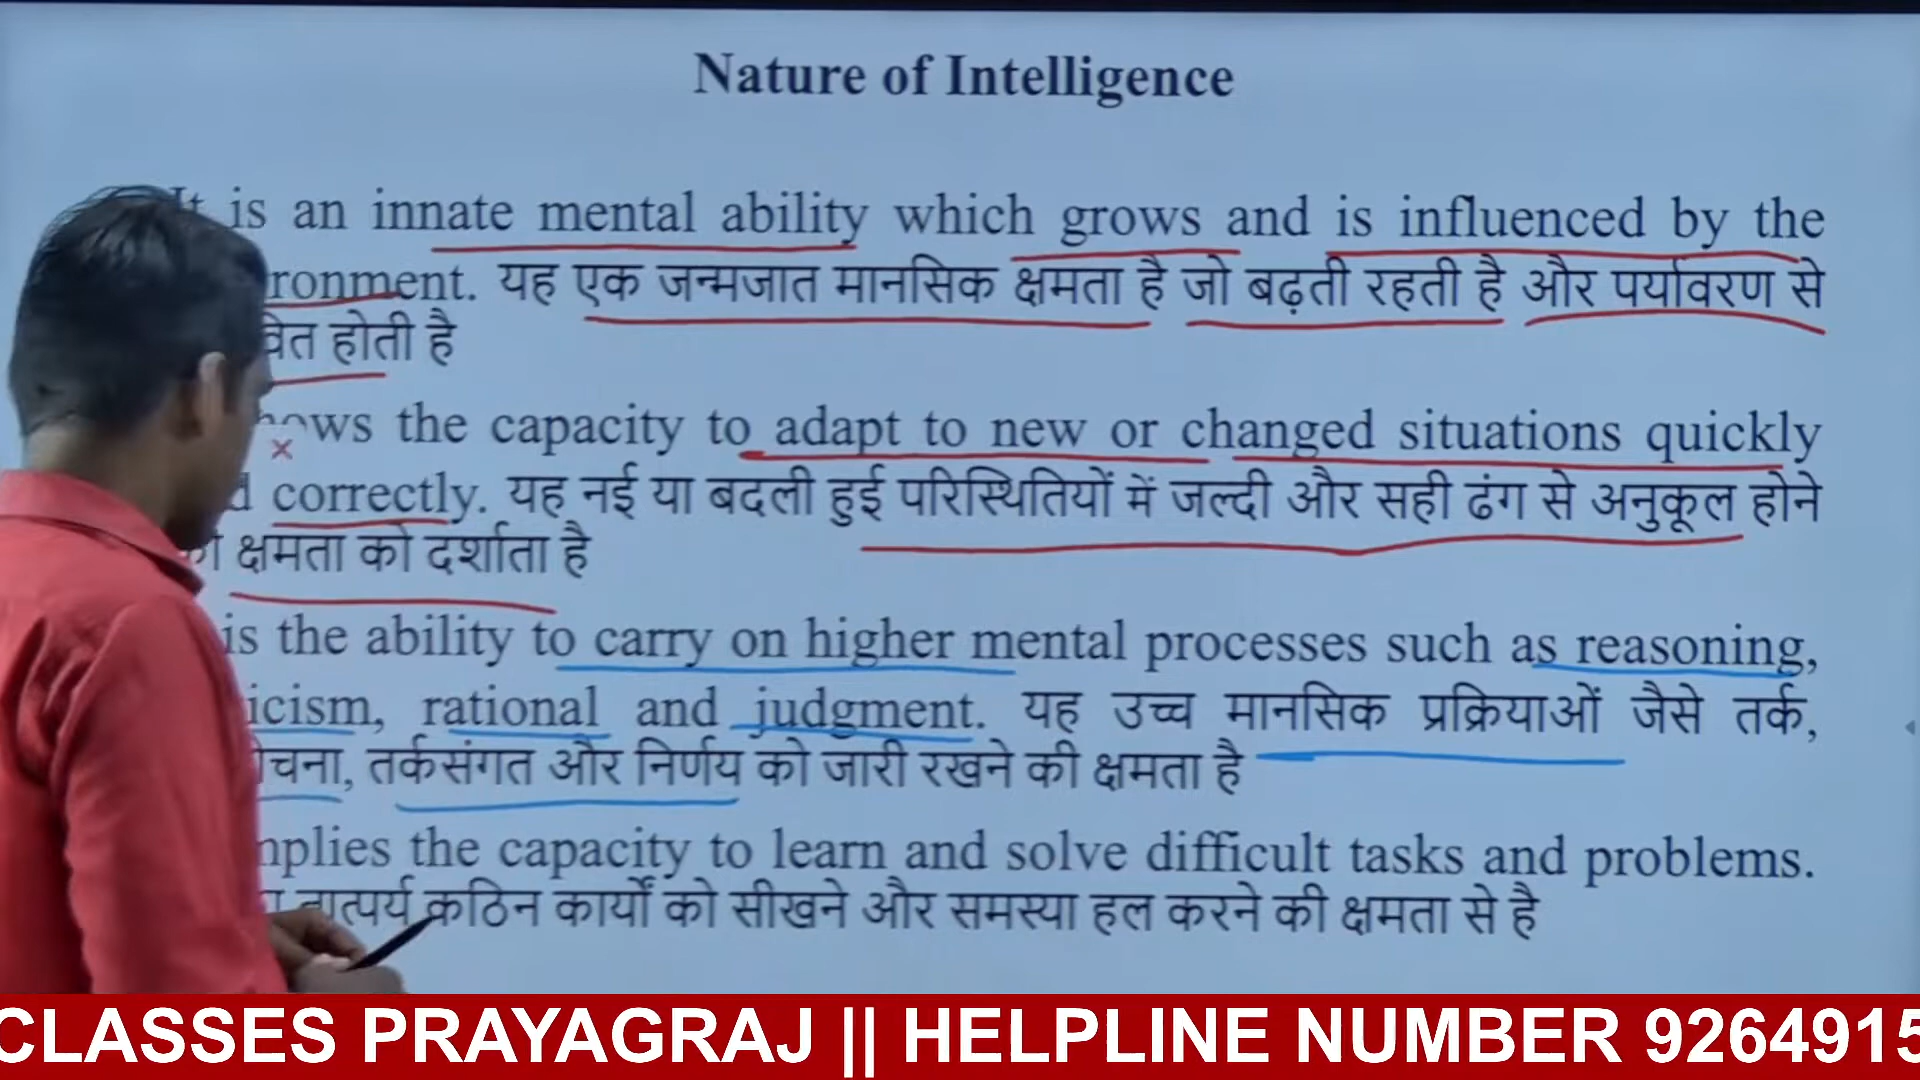 Nature of Intelligence
It is an innate mental ability which grows and is influenced by the
ronment. यह एक जन्मजात मानसिक क्षमता है जो बढ़ती रहती है और पर्यावरण से
वित होती है
ows the capacity to adapt to new or changed situations quickly
d correctly. यह नई या बदली हुई परिस्थितियों में जल्दी और सही ढंग से अनुकूल होने
क्षमता को दर्शाता है
is the ability to carry on higher mental processes such as reasoning,
icism, rational and judgment. यह उच्च मानसिक प्रक्रियाओं जैसे तर्क,
चना, तर्कसंगत और निर्णय को जारी रखने की क्षमता है
mplies the capacity to learn and solve difficult tasks and problems.
तात्पर्य कठिन कार्यों को सीखने और समस्या हल करने की क्षमता से है
CLASSES PRAYAGRAJ || HELPLINE NUMBER 9264915